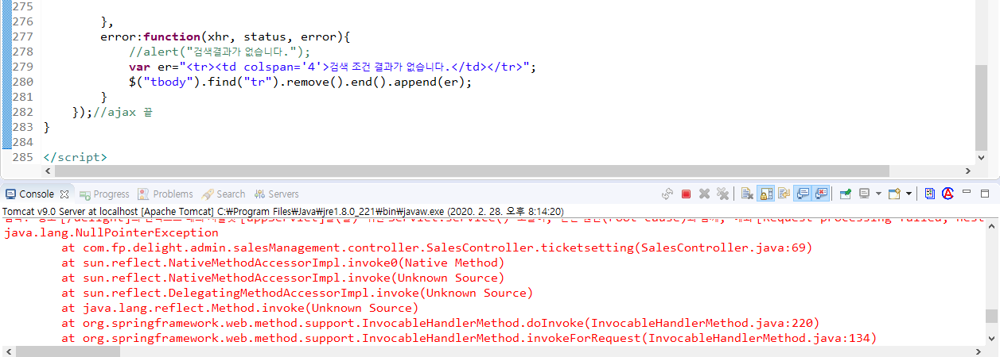 275
276 },
277 error:function(xhr, status, error){
278 //alert("검색결과가 없습니다.");
279 var er="<tr><td colspan='4'>검색 조건 결과가 없습니다.</td></tr>";
280 $("tbody").find("tr").remove().end().append(er);
281 }
282 });//ajax 끝
283 }
284
285 </script>
Console Progress Problems Search Servers
Tomcat v9.0 Server at localhost [Apache Tomcat] C:₩Program Files₩Java₩jre1.8.0_221₩bin₩javaw.exe (2020. 2. 28. 오후 8:14:20)
java.lang.NullPointerException
at com.fp.delight.admin.salesManagement.controller.SalesController.ticketsetting(SalesController.java:69)
at sun.reflect.NativeMethodAccessorImpl.invoke0(Native Method)
at sun.reflect.NativeMethodAccessorImpl.invoke(Unknown Source)
at sun.reflect.DelegatingMethodAccessorImpl.invoke(Unknown Source)
at java.lang.reflect.Method.invoke(Unknown Source)
at org.springframework.web.method.support.InvocableHandlerMethod.doInvoke(InvocableHandlerMethod.java:220)
at org.springframework.web.method.support.InvocableHandlerMethod.invokeForRequest(InvocableHandlerMethod.java:134)